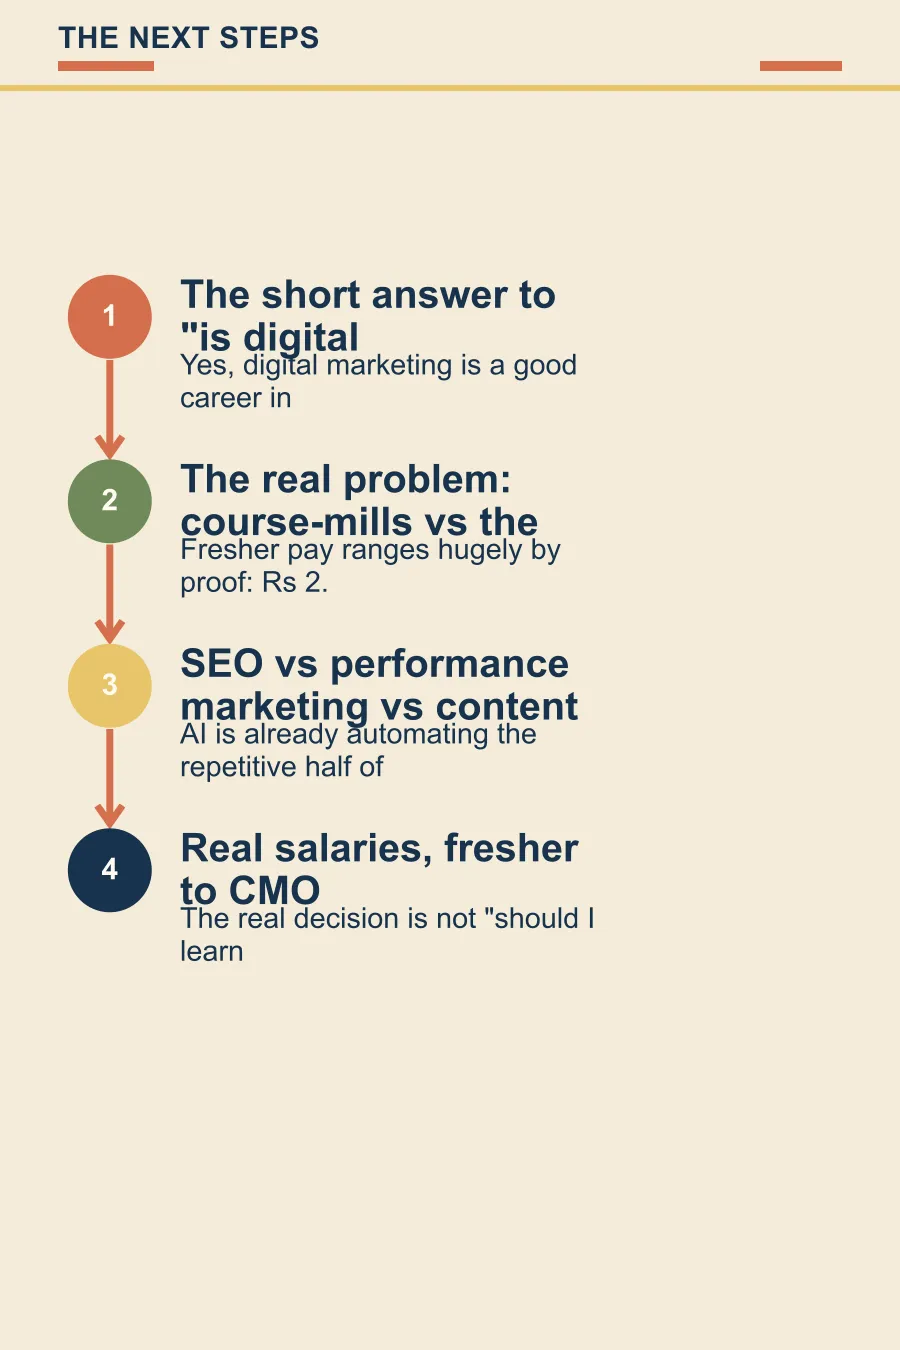 THE NEXT STEPS
1
The short answer to
"is digital
Yes, digital marketing is a good
career in
2
The real problem:
course-mills vs the
Fresher pay ranges hugely by
proof: Rs 2.
3
SEO vs performance
marketing vs content
AI is already automating the
repetitive half of
4
Real salaries, fresher
to CMO
The real decision is not "should I
learn